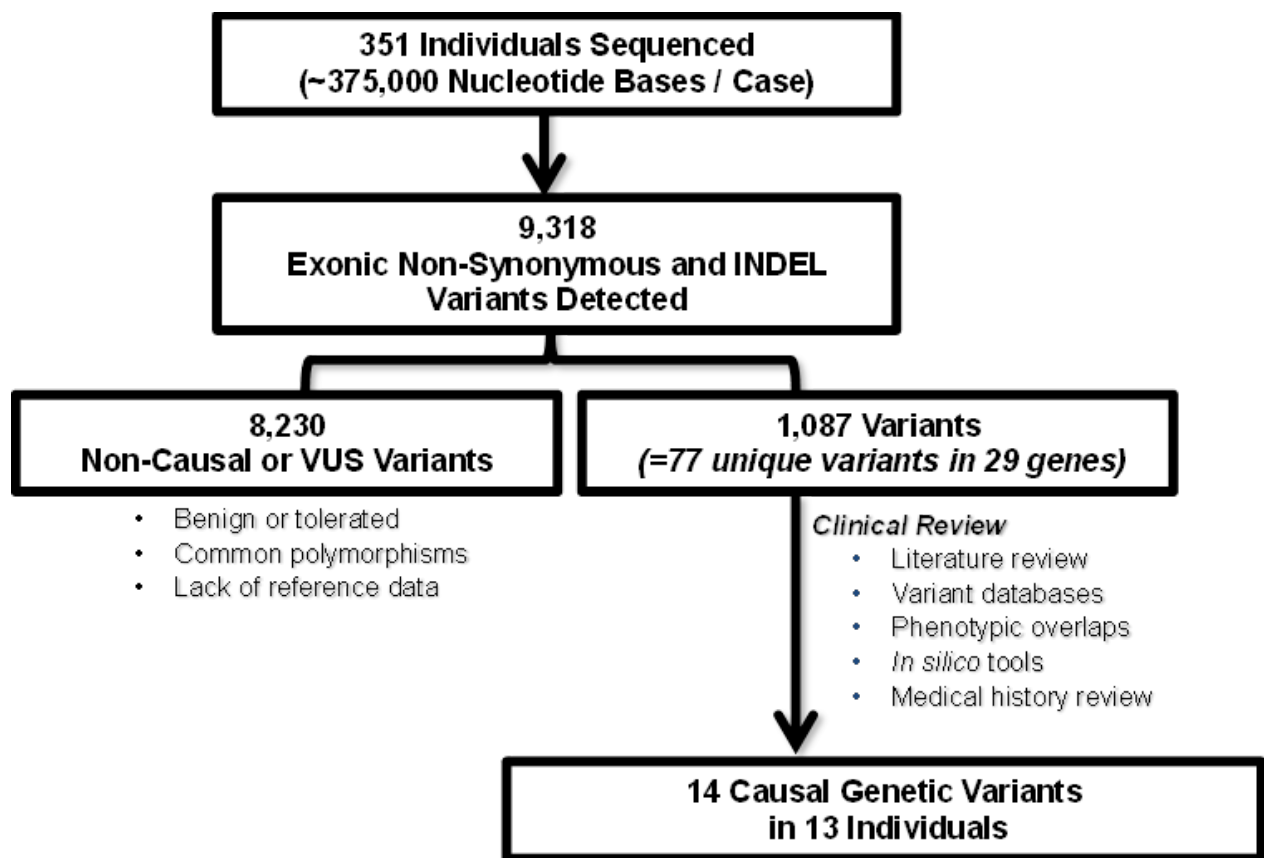 351 Individuals Sequenced
(~375,000 Nucleotide Bases / Case)
9,318
Exonic Non-Synonymous and INDEL
Variants Detected
8,230
Non-Causal or VUS Variants
• Benign or tolerated
• Common polymorphisms
• Lack of reference data
1,087 Variants
(=77 unique variants in 29 genes)
Clinical Review
• Literature review
• Variant databases
• Phenotypic overlaps
• In silico tools
• Medical history review
14 Causal Genetic Variants
in 13 Individuals